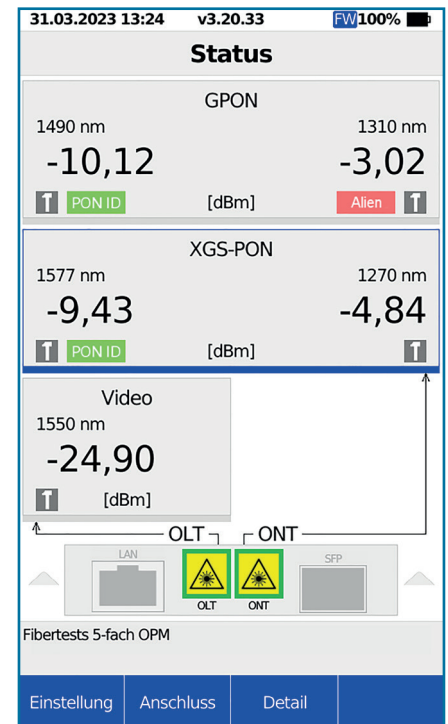 31.03.2023 13:24 v3.20.33 FW 100%
Status
GPON
1490 nm 1310 nm
-10,12 -3,02
PON ID [dBm] Alien
XGS-PON
1577 nm 1270 nm
-9,43 -4,84
PON ID [dBm]
Video
1550 nm
-24,90
[dBm]
OLT ONT
LAN SFP
OLT ONT
Fibertests 5-fach OPM
Einstellung Anschluss Detail